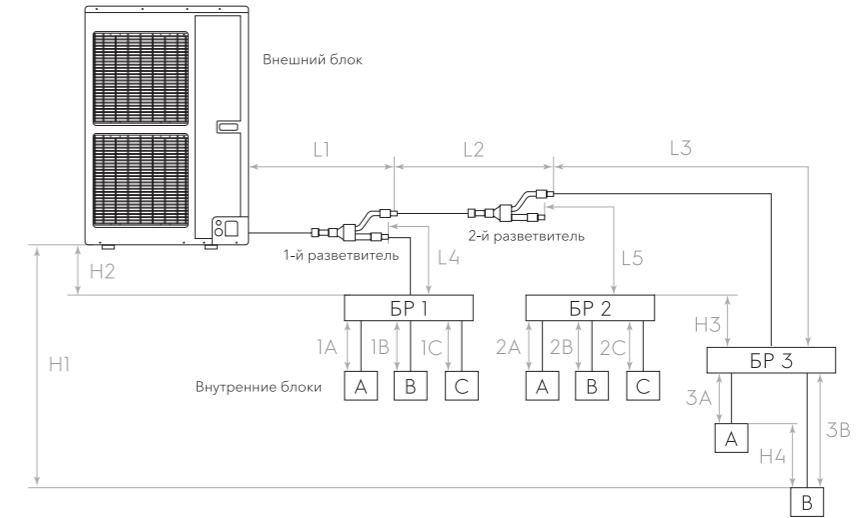 Внешний блок
L1
L2
L3
1-й разветвитель
2-й разветвитель
L4
L5
H2
H1
БР 1
БР 2
H3
БР 3
1A
1B
1C
2A
2B
2C
Внутренние блоки
A
B
C
A
B
C
3A
3B
A
H4
B